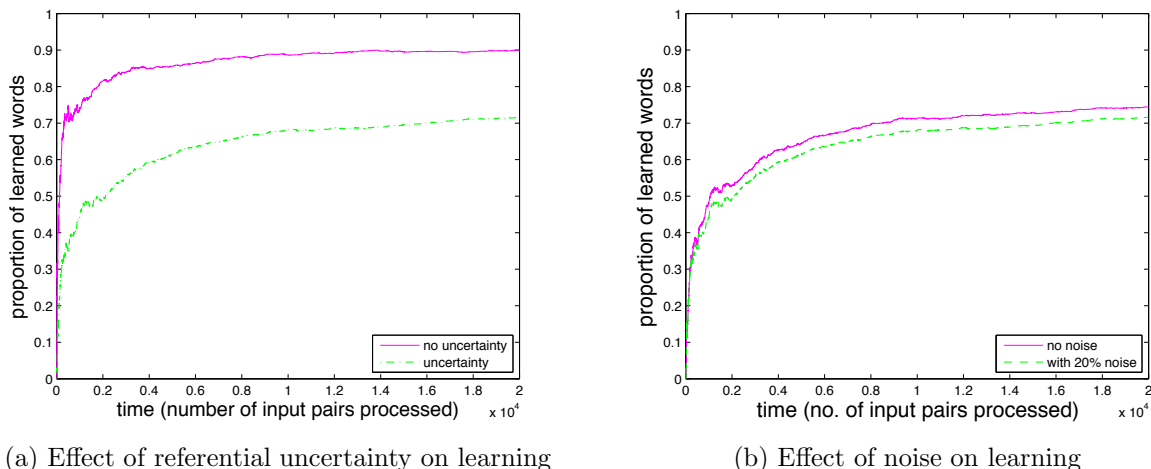 1
0.9
0.8
0.7
0.6
0.5
0.4
0.3
0.2
0.1
0
proportion of learned words
no uncertainty
uncertainty
0 0.2 0.4 0.6 0.8 1 1.2 1.4 1.6 1.8 2
x 10^4
time (number of input pairs processed)
(a) Effect of referential uncertainty on learning
1
0.9
0.8
0.7
0.6
0.5
0.4
0.3
0.2
0.1
0
proportion of learned words
no noise
with 20% noise
0 0.2 0.4 0.6 0.8 1 1.2 1.4 1.6 1.8 2
x 10^4
time (no. of input pairs processed)
(b) Effect of noise on learning